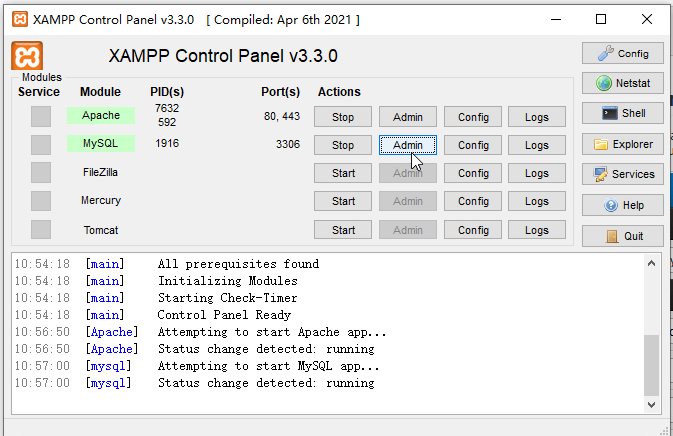 XAMPP Control Panel v3.3.0 [ Compiled: Apr 6th 2021 ]
XAMPP Control Panel v3.3.0
Config
Modules
Service Module PID(s) Port(s) Actions
Netstat
Apache 7632 592 80, 443 Stop Admin Config Logs
Shell
MySQL 1916 3306 Stop Admin Config Logs
Explorer
FileZilla Start Admin Config Logs
Services
Mercury Start Admin Config Logs
Help
Tomcat Start Admin Config Logs
Quit
10:54:18 [main] All prerequisites found
10:54:18 [main] Initializing Modules
10:54:18 [main] Starting Check-Timer
10:54:18 [main] Control Panel Ready
10:56:50 [Apache] Attempting to start Apache app...
10:56:50 [Apache] Status change detected: running
10:57:00 [mysql] Attempting to start MySQL app...
10:57:00 [mysql] Status change detected: running